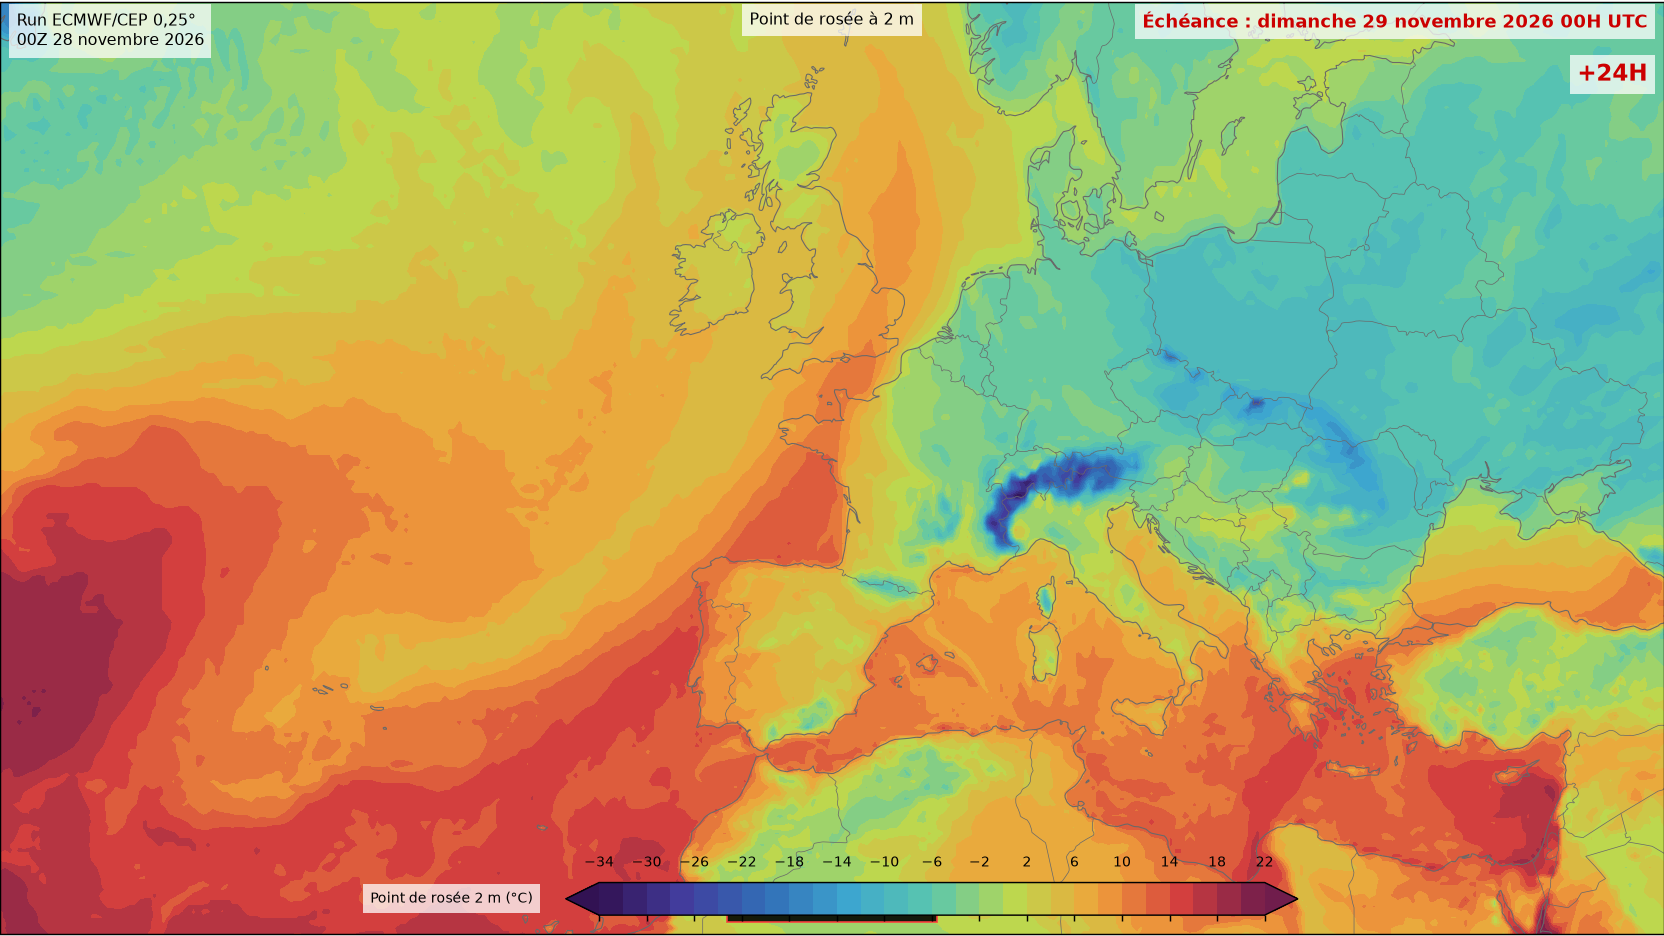 Run ECMWF/CEP 0,25°
00Z 28 novembre 2026
Point de rosée à 2 m
Échéance : dimanche 29 novembre 2026 00H UTC
+24H
−34 −30 −26 −22 −18 −14 −10 −6 −2 2 6 10 14 18 22
Point de rosée 2 m (°C)